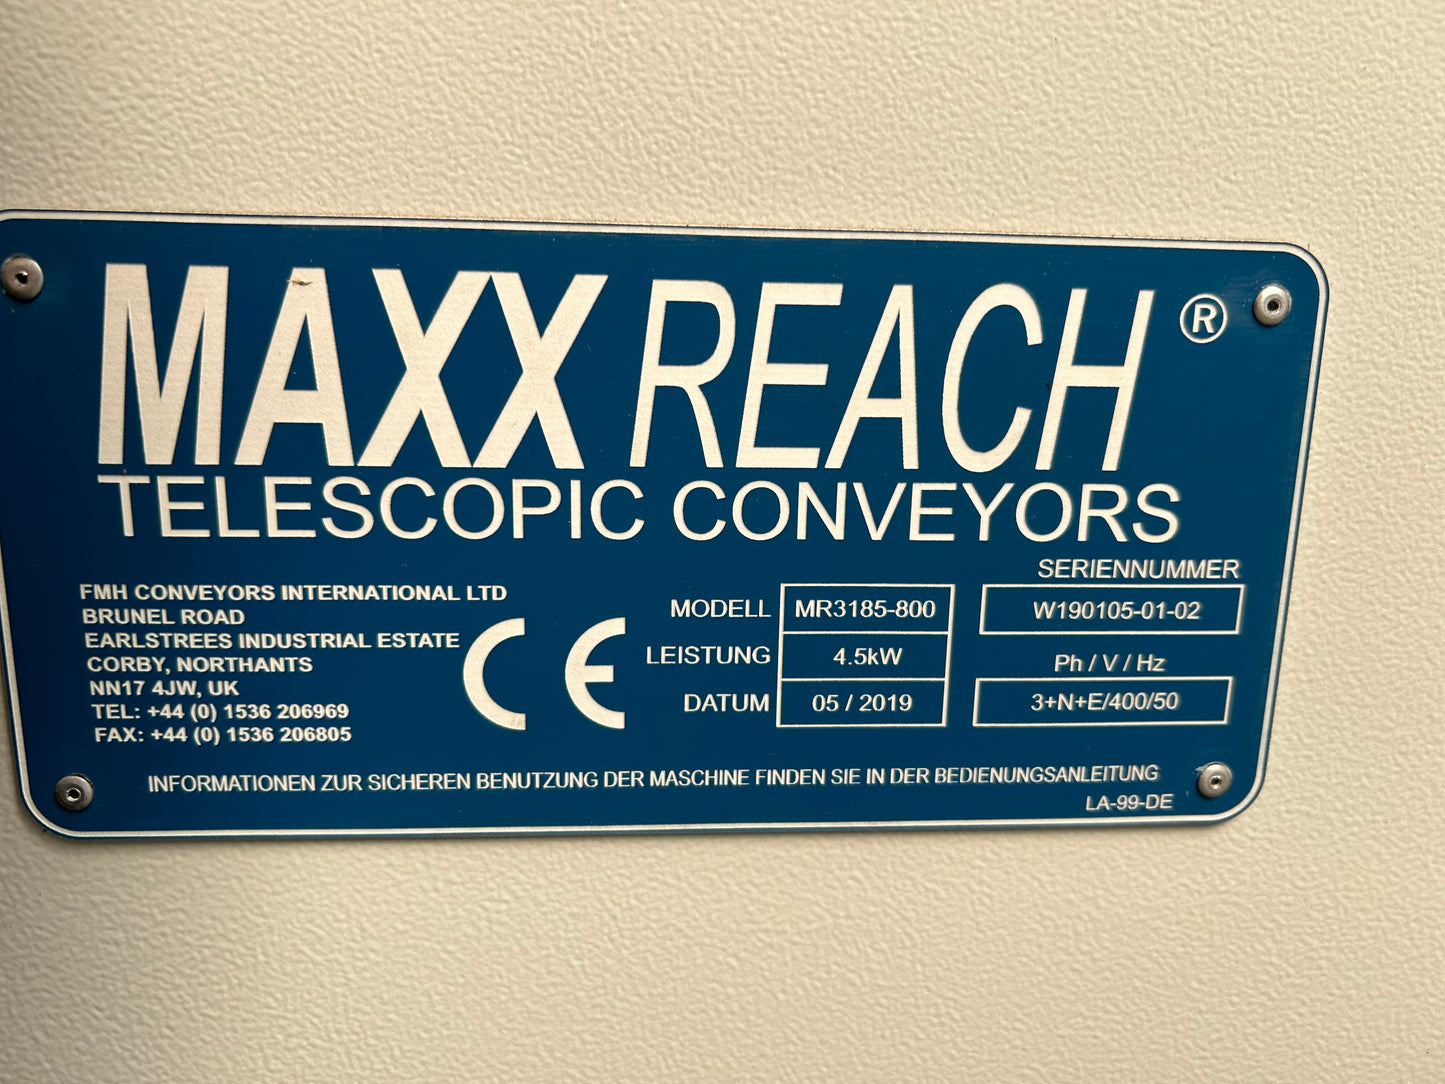 MAXX REACH ®
TELESCOPIC CONVEYORS
FMH CONVEYORS INTERNATIONAL LTD
BRUNEL ROAD
EARLSTREES INDUSTRIAL ESTATE
CORBY, NORTHANTS
NN17 4JW, UK
TEL: +44 (0) 1536 206969
FAX: +44 (0) 1536 206805
CE
MODELL MR3185-800
LEISTUNG 4.5kW
DATUM 05 / 2019
SERIENNUMMER
W190105-01-02
Ph / V / Hz
3+N+E/400/50
INFORMATIONEN ZUR SICHEREN BENUTZUNG DER MASCHINE FINDEN SIE IN DER BEDIENUNGSANLEITUNG
LA-99-DE